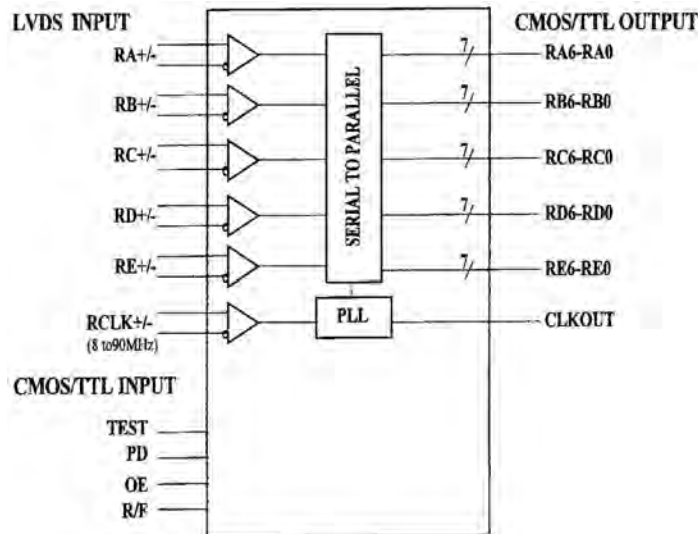 LVDS INPUT
CMOS/TTL OUTPUT
RA+/-
7
RA6-RA0
RB+/-
7
RB6-RB0
RC+/-
SERIAL TO PARALLEL
7
RC6-RC0
RD+/-
7
RD6-RD0
RE+/-
7
RE6-RE0
RCLK+/-
(8 to90MHz)
PLL
CLKOUT
CMOS/TTL INPUT
TEST
PD
OE
R/F